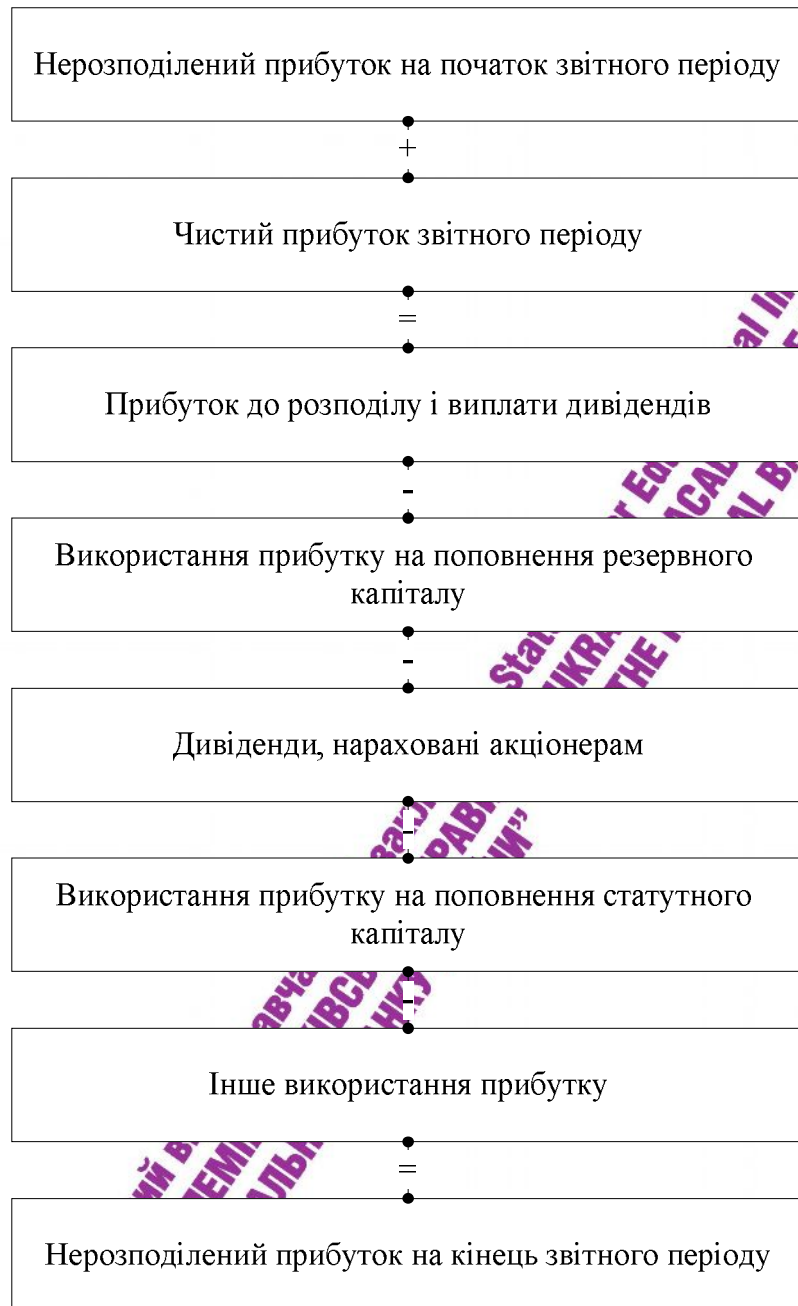 Нерозподілений прибуток на початок звітного періоду
+
Чистий прибуток звітного періоду
=
Прибуток до розподілу і виплати дивідендів
-
Використання прибутку на поповнення резервного
капіталу
-
Дивіденди, нараховані акціонерам
-
Використання прибутку на поповнення статутного
капіталу
-
Інше використання прибутку
=
Нерозподілений прибуток на кінець звітного періоду